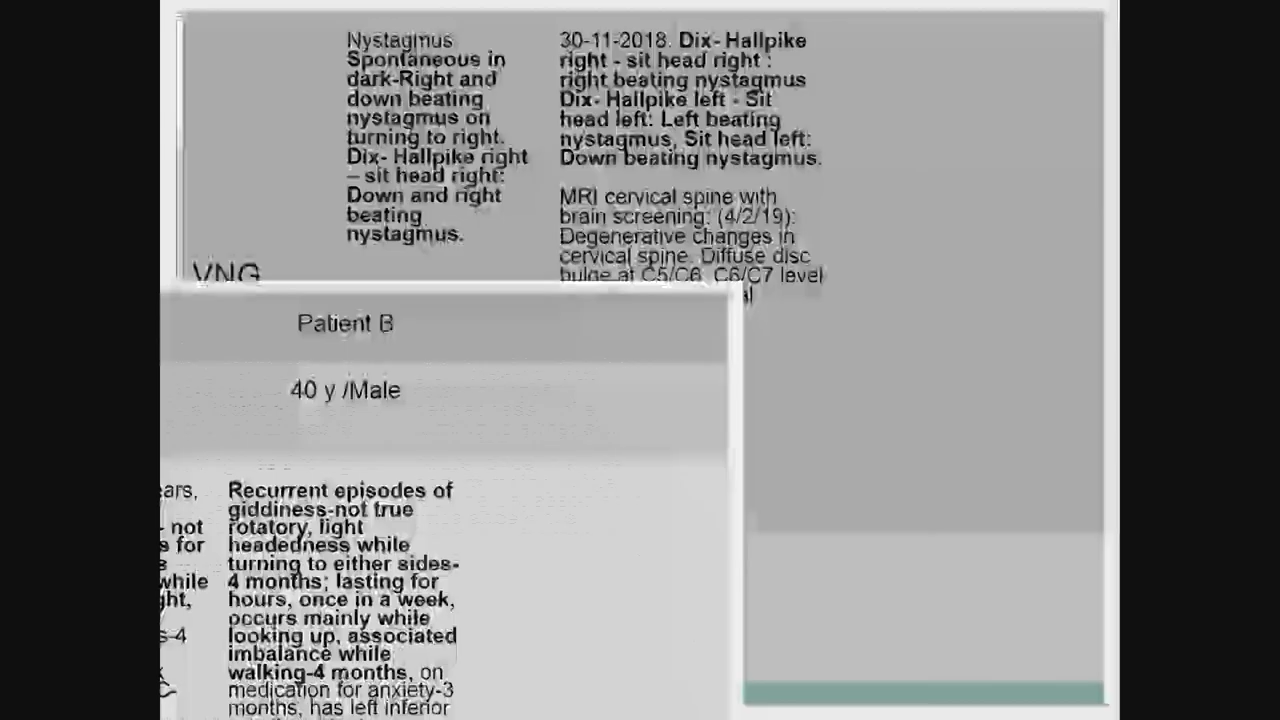 Nystagmus
Spontaneous in
dark-Right and
down beating
nystagmus on
turning to right.
Dix- Hallpike right
– sit head right:
Down and right
beating
nystagmus.
30-11-2018. Dix- Hallpike
right - sit head right :
right beating nystagmus
Dix- Hallpike left - Sit
head left: Left beating
nystagmus, Sit head left:
Down beating nystagmus.
MRI cervical spine with
brain screening: (4/2/19):
Degenerative changes in
cervical spine. Diffuse disc
bulge at C5/C6, C6/C7 level
VNG
Patient B
40 y /Male
not
for
while
Recurrent episodes of
giddiness-not true
rotatory, light
headedness while
turning to either sides-
4 months; lasting for
hours, once in a week,
occurs mainly while
looking up, associated
imbalance while
walking-4 months, on
medication for anxiety-3
months, has left inferior